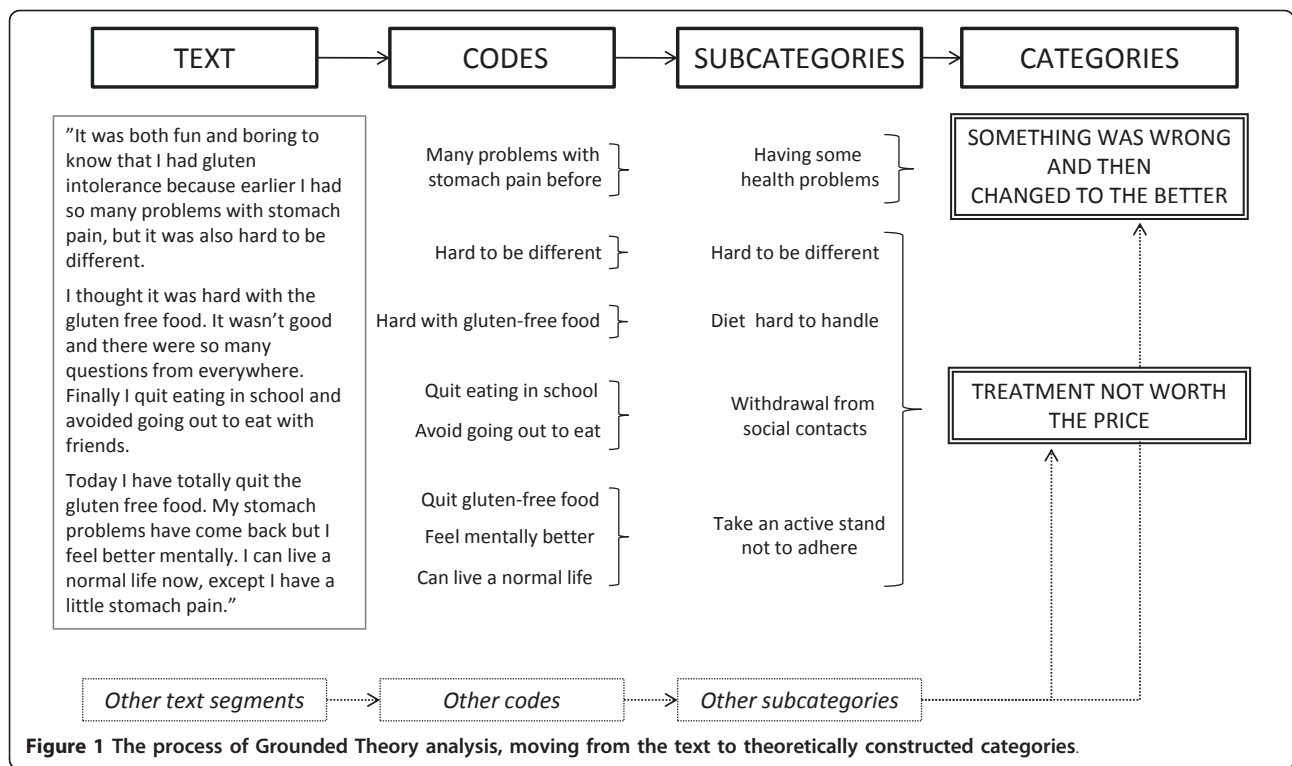 TEXT
CODES
SUBCATEGORIES
CATEGORIES
”It was both fun and boring to
know that I had gluten
intolerance because earlier I had
so many problems with stomach
pain, but it was also hard to be
different.
I thought it was hard with the
gluten free food. It wasn’t good
and there were so many
questions from everywhere.
Finally I quit eating in school and
avoided going out to eat with
friends.
Today I have totally quit the
gluten free food. My stomach
problems have come back but I
feel better mentally. I can live a
normal life now, except I have a
little stomach pain.”
Many problems with
stomach pain before
Hard to be different
Hard with gluten-free food
Quit eating in school
Avoid going out to eat
Quit gluten-free food
Feel mentally better
Can live a normal life
Having some
health problems
Hard to be different
Diet hard to handle
Withdrawal from
social contacts
Take an active stand
not to adhere
SOMETHING WAS WRONG
AND THEN
CHANGED TO THE BETTER
TREATMENT NOT WORTH
THE PRICE
Other text segments
Other codes
Other subcategories
Figure 1 The process of Grounded Theory analysis, moving from the text to theoretically constructed categories.